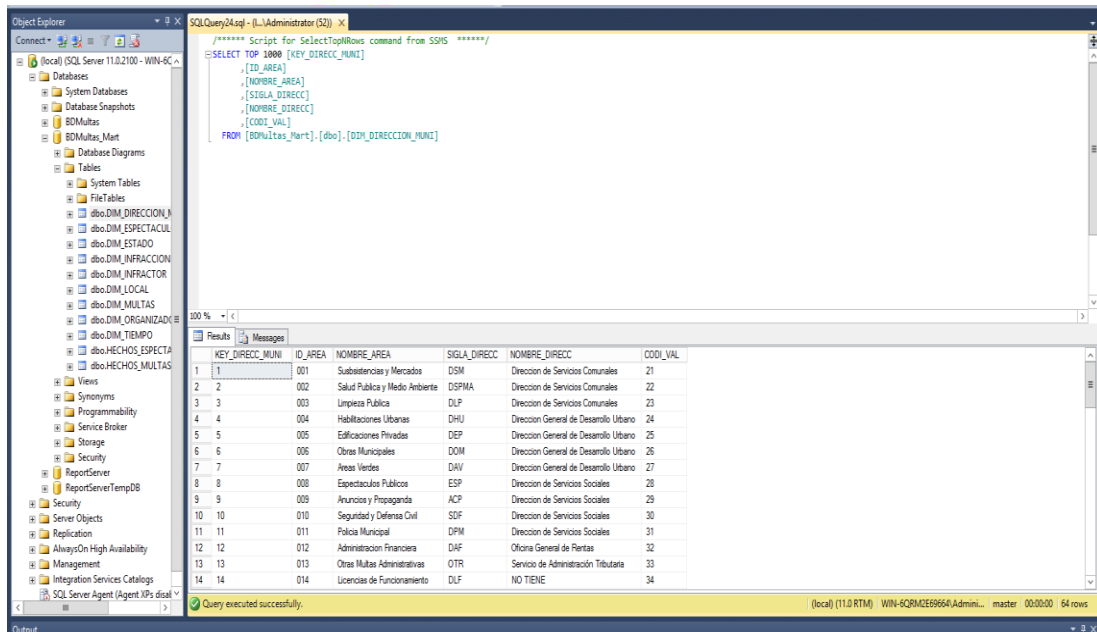 Object Explorer
Connect
(local) (SQL Server 11.0.2100 - WIN-6Q
Databases
System Databases
Database Snapshots
BDMultas
BDMultas_Mart
Database Diagrams
Tables
System Tables
FileTables
dbo.DIM_DIRECCION_M
dbo.DIM_ESPECTACUL
dbo.DIM_ESTADO
dbo.DIM_INFRACCION
dbo.DIM_INFRACTOR
dbo.DIM_LOCAL
dbo.DIM_MULTAS
dbo.DIM_ORGANIZADO
dbo.DIM_TIEMPO
dbo.HECHOS_ESPECTA
dbo.HECHOS_MULTAS
Views
Synonyms
Programmability
Service Broker
Storage
Security
ReportServer
ReportServerTempDB
Security
Server Objects
Replication
AlwaysOn High Availability
Management
Integration Services Catalogs
SQL Server Agent (Agent XPs disal
SQLQuery24.sql - (l...\Administrator (52))
/****** Script for SelectTopNRows command from SSMS ******/
SELECT TOP 1000 [KEY_DIRECC_MUNI]
,[ID_AREA]
,[NOMBRE_AREA]
,[SIGLA_DIRECC]
,[NOMBRE_DIRECC]
,[CODI_VAL]
FROM [BDMultas_Mart].[dbo].[DIM_DIRECCION_MUNI]
100 %
Results Messages
KEY_DIRECC_MUNI ID_AREA NOMBRE_AREA SIGLA_DIRECC NOMBRE_DIRECC CODI_VAL
1 1 001 Susbsistencias y Mercados DSM Direccion de Servicios Comunales 21
2 2 002 Salud Publica y Medio Ambiente DSPMA Direccion de Servicios Comunales 22
3 3 003 Limpieza Publica DLP Direccion de Servicios Comunales 23
4 4 004 Habilitaciones Urbanas DHU Direccion General de Desarrollo Urbano 24
5 5 005 Edificaciones Privadas DEP Direccion General de Desarrollo Urbano 25
6 6 006 Obras Municipales DOM Direccion General de Desarrollo Urbano 26
7 7 007 Areas Verdes DAV Direccion General de Desarrollo Urbano 27
8 8 008 Espectaculos Publicos ESP Direccion de Servicios Sociales 28
9 9 009 Anuncios y Propaganda ACP Direccion de Servicios Sociales 29
10 10 010 Seguridad y Defensa Civil SDF Direccion de Servicios Sociales 30
11 11 011 Policia Municipal DPM Direccion de Servicios Sociales 31
12 12 012 Administracion Financiera DAF Oficina General de Rentas 32
13 13 013 Otras Multas Administrativas OTR Servicio de Administración Tributaria 33
14 14 014 Licencias de Funcionamiento DLF NO TIENE 34
Query executed successfully. (local) (11.0 RTM) WIN-6QRM2E69664\Admini... master 00:00:00 64 rows
Output